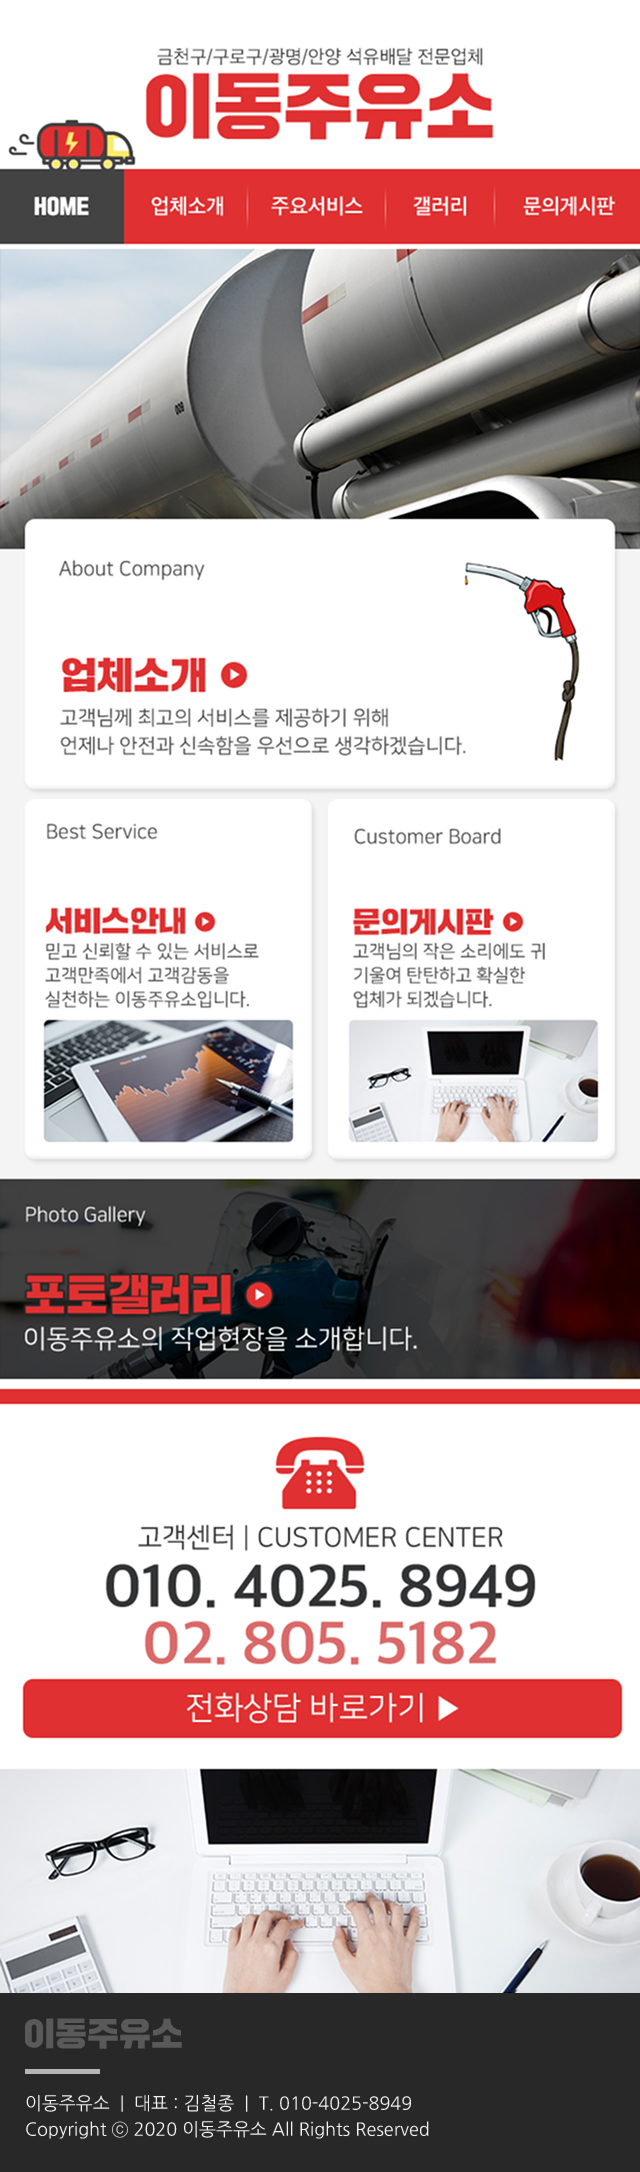 금천구/구로구/광명/안양 석유배달 전문업체
이동주유소
HOME 업체소개 주요서비스 갤러리 문의게시판
009
About Company
업체소개
고객님께 최고의 서비스를 제공하기 위해
언제나 안전과 신속함을 우선으로 생각하겠습니다.
Best Service
서비스안내
믿고 신뢰할 수 있는 서비스로
고객만족에서 고객감동을
실천하는 이동주유소입니다.
Customer Board
문의게시판
고객님의 작은 소리에도 귀
기울여 탄탄하고 확실한
업체가 되겠습니다.
Photo Gallery
포토갤러리
이동주유소의 작업현장을 소개합니다.
고객센터 | CUSTOMER CENTER
010. 4025. 8949
02. 805. 5182
전화상담 바로가기 ▶
이동주유소
이동주유소 | 대표 : 김철종 | T. 010-4025-8949
Copyright ⓒ 2020 이동주유소 All Rights Reserved